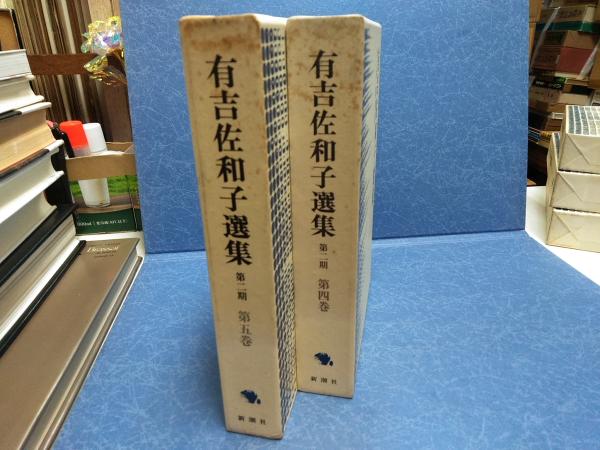 有吉佐和子選集
第二期
第五巻
新潮社
有吉佐和子選集
第二期
第四巻
新潮社